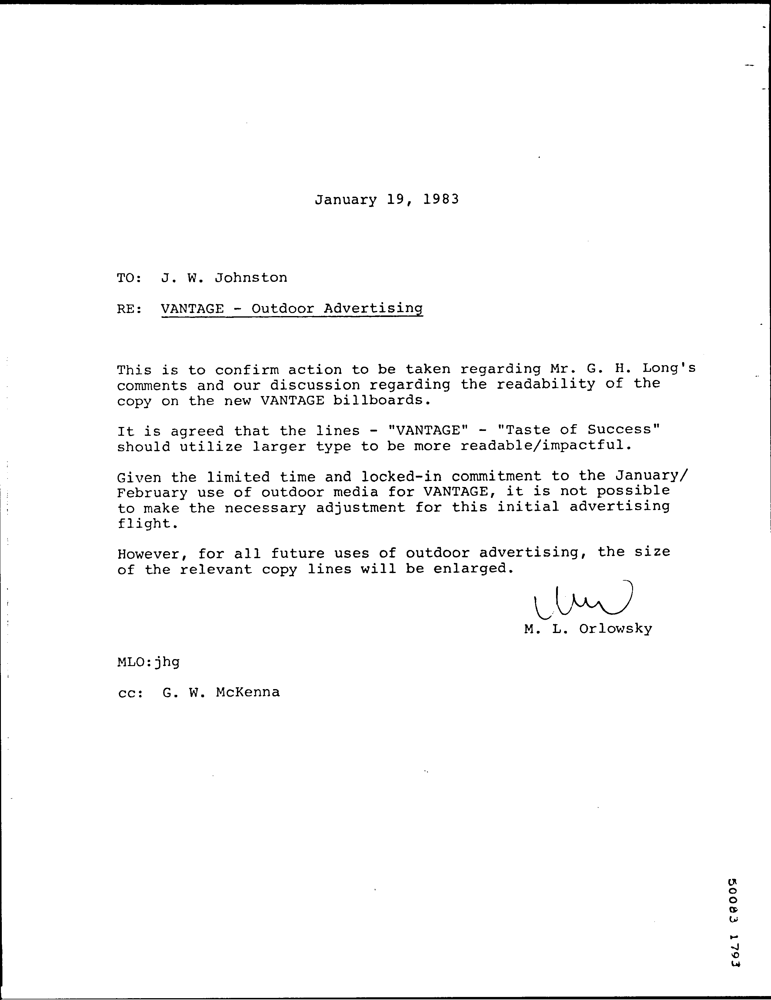 January 19, 1983
TO: J. W. Johnston
RE: VANTAGE - Outdoor Advertising
This is to confirm action to be taken regarding Mr. G. H. Long's
comments and our discussion regarding the readability of the
copy on the new VANTAGE billboards.
It is agreed that the lines - "VANTAGE" - "Taste of Success"
should utilize larger type to be more readable/impactful.
Given the limited time and locked-in commitment to the January/
February use of outdoor media for VANTAGE, it is not possible
to make the necessary adjustment for this initial advertising
flight.
However, for all future uses of outdoor advertising, the size
of the relevant copy lines will be enlarged.
M. L. Orlowsky
MLO:jhg
cc: G. W. McKenna
50083 1793